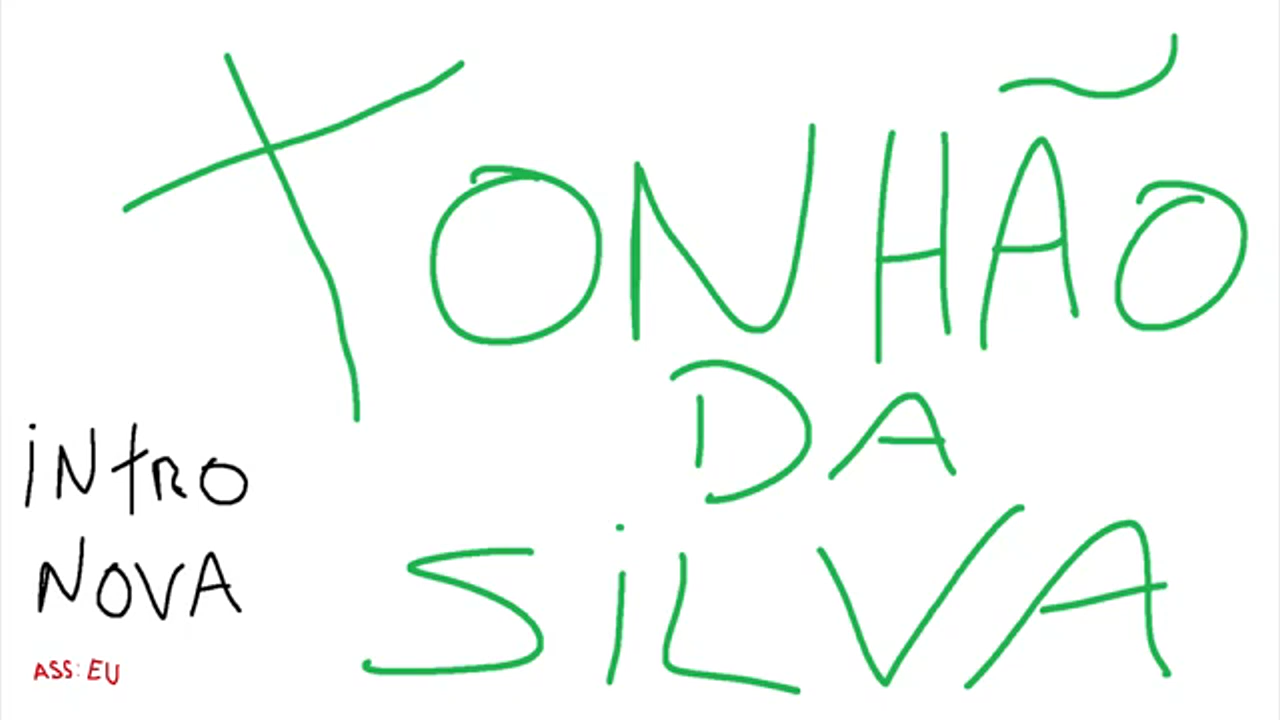 TONHÃO
DA
SiLVA
iNtRO
NOVA
ASS: EU